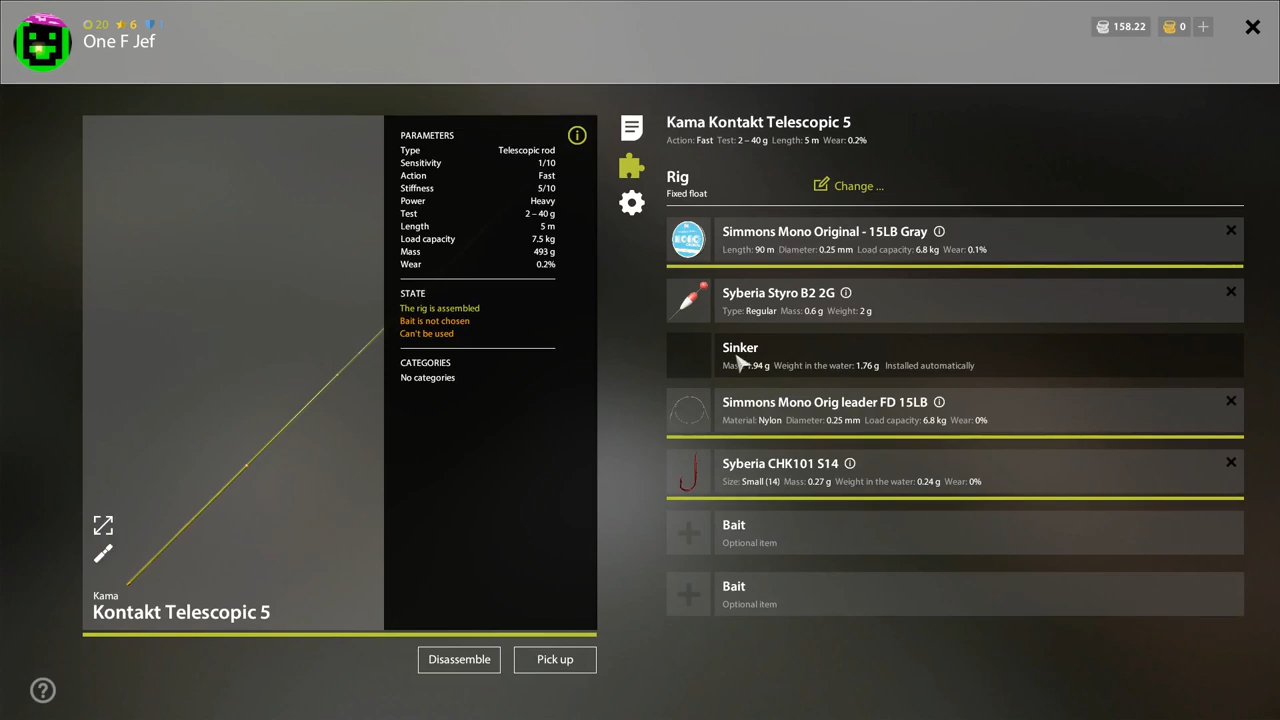 20 6 1
One F Jef
158.22 0
PARAMETERS
Type Telescopic rod
Sensitivity 1/10
Action Fast
Stiffness 5/10
Power Heavy
Test 2 – 40 g
Length 5 m
Load capacity 7.5 kg
Mass 493 g
Wear 0.2%
STATE
The rig is assembled
Bait is not chosen
Can't be used
CATEGORIES
No categories
Kama
Kontakt Telescopic 5
Disassemble Pick up
Kama Kontakt Telescopic 5
Action: Fast Test: 2 – 40 g Length: 5 m Wear: 0.2%
Rig
Fixed float
Change ...
Simmons Mono Original - 15LB Gray
Length: 90 m Diameter: 0.25 mm Load capacity: 6.8 kg Wear: 0.1%
Syberia Styro B2 2G
Type: Regular Mass: 0.6 g Weight: 2 g
Sinker
1.94 g Weight in the water: 1.76 g Installed automatically
Simmons Mono Orig leader FD 15LB
Material: Nylon Diameter: 0.25 mm Load capacity: 6.8 kg Wear: 0%
Syberia CHK101 S14
Size: Small (14) Mass: 0.27 g Weight in the water: 0.24 g Wear: 0%
Bait
Optional item
Bait
Optional item